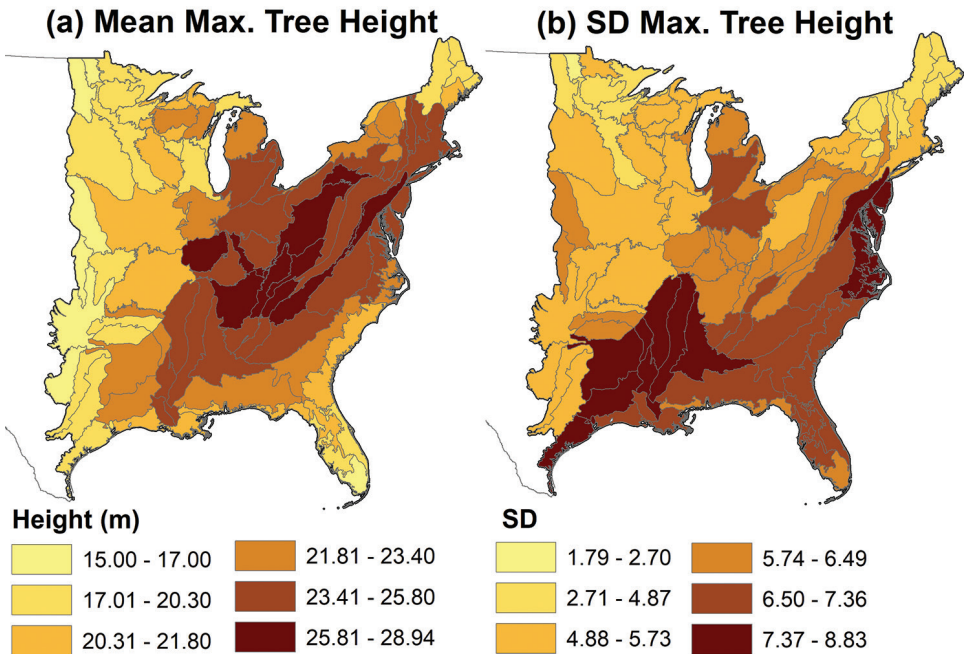 (a) Mean Max. Tree Height
(b) SD Max. Tree Height
Height (m)
15.00 - 17.00
17.01 - 20.30
20.31 - 21.80
21.81 - 23.40
23.41 - 25.80
25.81 - 28.94
SD
1.79 - 2.70
2.71 - 4.87
4.88 - 5.73
5.74 - 6.49
6.50 - 7.36
7.37 - 8.83